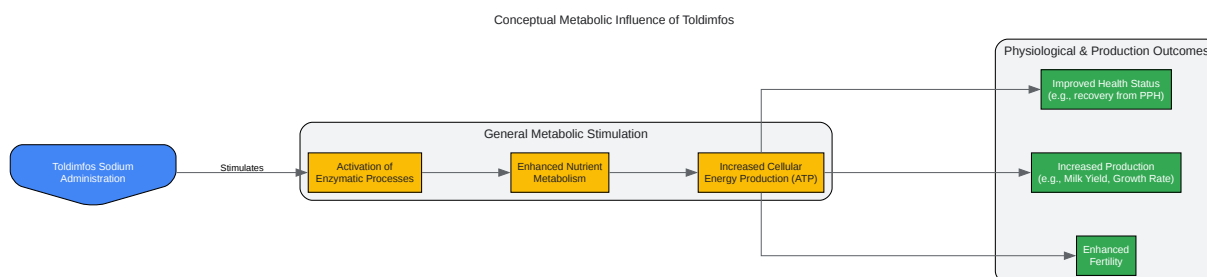 Conceptual Metabolic Influence of Toldimfos
Physiological & Production Outcomes
Improved Health Status
(e.g., recovery from PPH)
General Metabolic Stimulation
Toldimfos Sodium
Administration
Stimulates
Activation of
Enzymatic Processes
Enhanced Nutrient
Metabolism
Increased Cellular
Energy Production (ATP)
Increased Production
(e.g., Milk Yield, Growth Rate)
Enhanced
Fertility